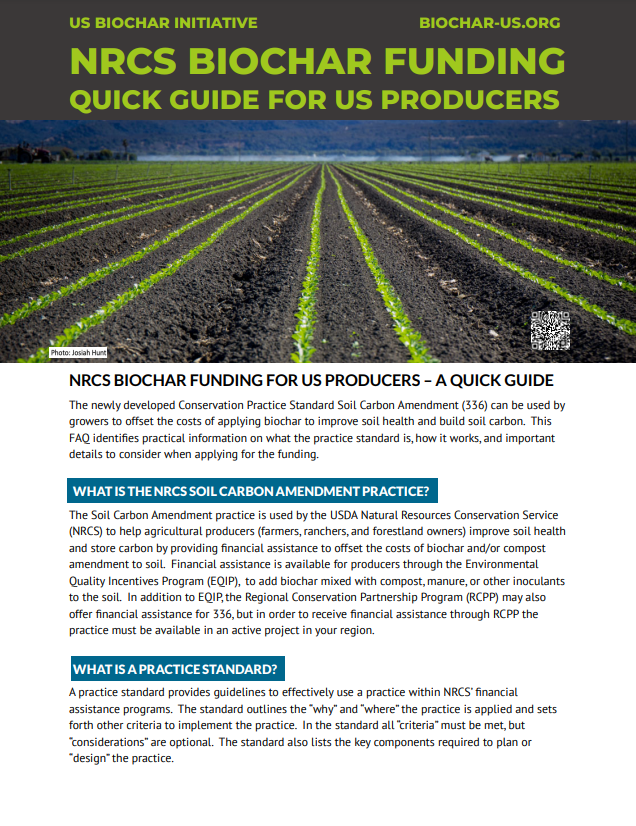 US BIOCHAR INITIATIVE
BIOCHAR-US.ORG
NRCS BIOCHAR FUNDING
QUICK GUIDE FOR US PRODUCERS
Photo: Josiah Hunt
NRCS BIOCHAR FUNDING FOR US PRODUCERS – A QUICK GUIDE
The newly developed Conservation Practice Standard Soil Carbon Amendment (336) can be used by
growers to offset the costs of applying biochar to improve soil health and build soil carbon.  This
FAQ identifies practical information on what the practice standard is, how it works, and important
details to consider when applying for the funding.
WHAT IS THE NRCS SOIL CARBON AMENDMENT PRACTICE?
The Soil Carbon Amendment practice is used by the USDA Natural Resources Conservation Service
(NRCS) to help agricultural producers (farmers, ranchers, and forestland owners) improve soil health
and store carbon by providing financial assistance to offset the costs of biochar and/or compost
amendment to soil.  Financial assistance is available for producers through the Environmental
Quality Incentives Program (EQIP),  to add biochar mixed with compost, manure, or other inoculants
to the soil.  In addition to EQIP, the Regional Conservation Partnership Program (RCPP) may also
offer financial assistance for 336, but in order to receive financial assistance through RCPP the
practice must be available in an active project in your region.
WHAT IS A PRACTICE STANDARD?
A practice standard provides guidelines to effectively use a practice within NRCS’ financial
assistance programs.  The standard outlines the “why” and “where” the practice is applied and sets
forth other criteria to implement the practice.  In the standard all “criteria” must be met, but
“considerations” are optional.  The standard also lists the key components required to plan or
“design” the practice.